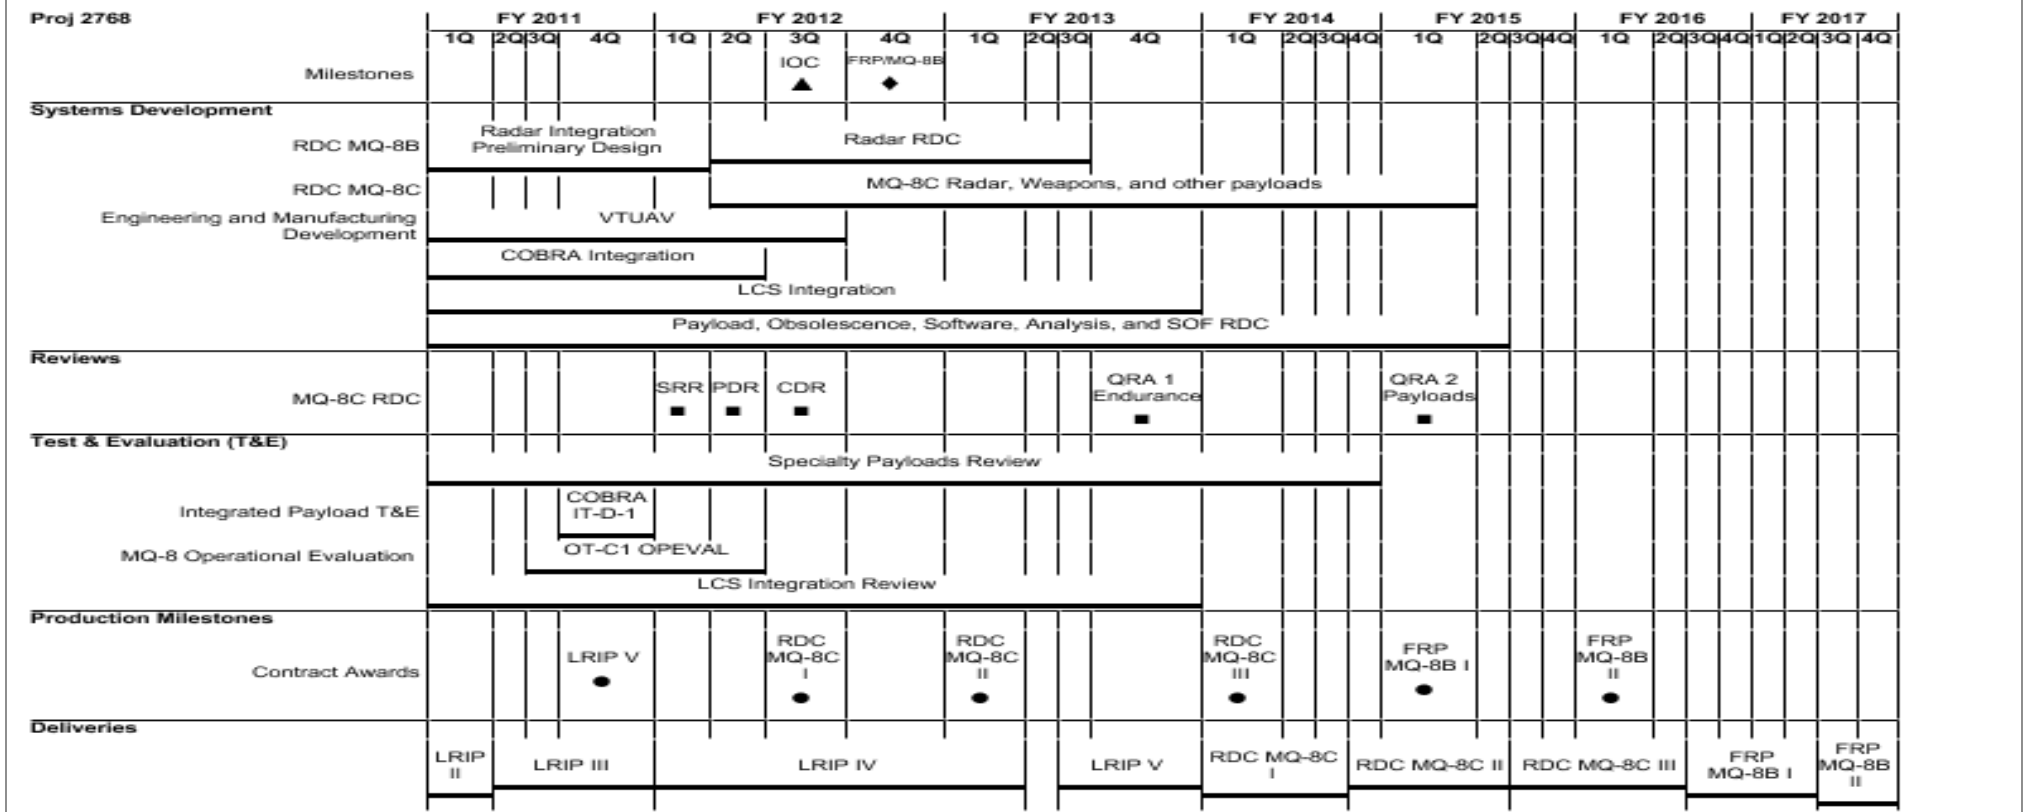 Proj 2768 FY 2011 FY 2012 FY 2013 FY 2014 FY 2015 FY 2016 FY 2017
1Q 2Q 3Q 4Q 1Q 2Q 3Q 4Q 1Q 2Q 3Q 4Q 1Q 2Q 3Q 4Q 1Q 2Q 3Q 4Q 1Q 2Q 3Q 4Q 1Q 2Q 3Q 4Q
IOC FRP/MQ-8B
Milestones
Systems Development
Radar Integration
Preliminary Design
Radar RDC
RDC MQ-8B
RDC MQ-8C
MQ-8C Radar, Weapons, and other payloads
Engineering and Manufacturing
Development
VTUAV
COBRA Integration
LCS Integration
Payload, Obsolescence, Software, Analysis, and SOF RDC
Reviews
MQ-8C RDC
SRR PDR CDR
QRA 1
Endurance
QRA 2
Payloads
Test & Evaluation (T&E)
Specialty Payloads Review
Integrated Payload T&E
COBRA
IT-D-1
MQ-8 Operational Evaluation
OT-C1 OPEVAL
LCS Integration Review
Production Milestones
Contract Awards
LRIP V
RDC
MQ-8C
I
RDC
MQ-8C
II
RDC
MQ-8C
III
FRP
MQ-8B I
FRP
MQ-8B
II
Deliveries
LRIP
II
LRIP III
LRIP IV
LRIP V
RDC MQ-8C
I
RDC MQ-8C II
RDC MQ-8C III
FRP
MQ-8B I
FRP
MQ-8B
II